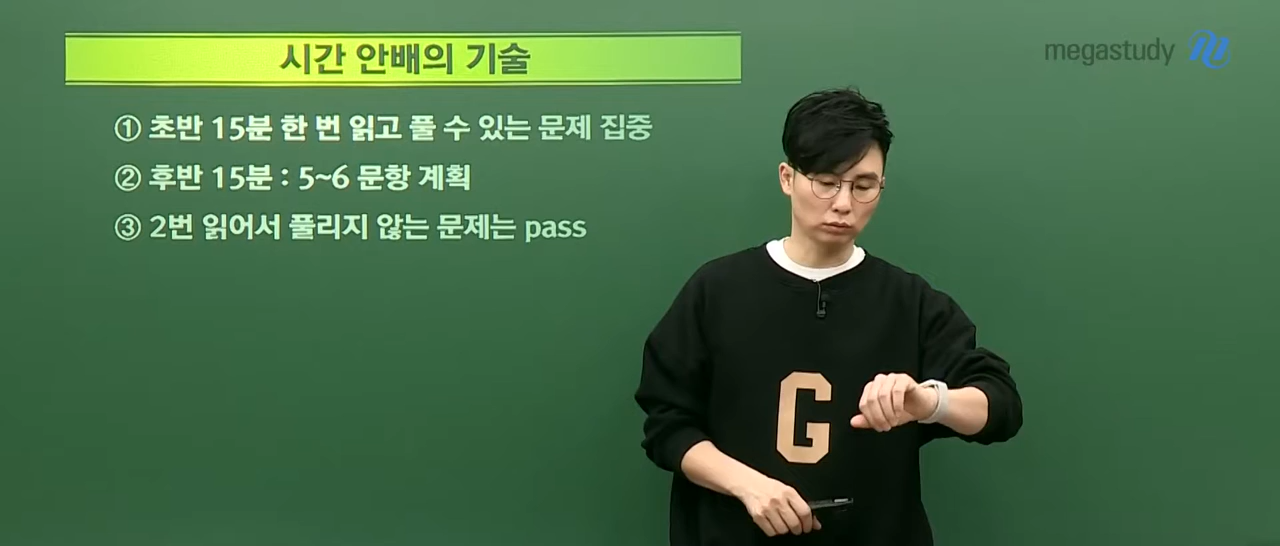 시간 안배의 기술
megastudy
① 초반 15분 한 번 읽고 풀 수 있는 문제 집중
② 후반 15분 : 5~6 문항 계획
③ 2번 읽어서 풀리지 않는 문제는 pass
G